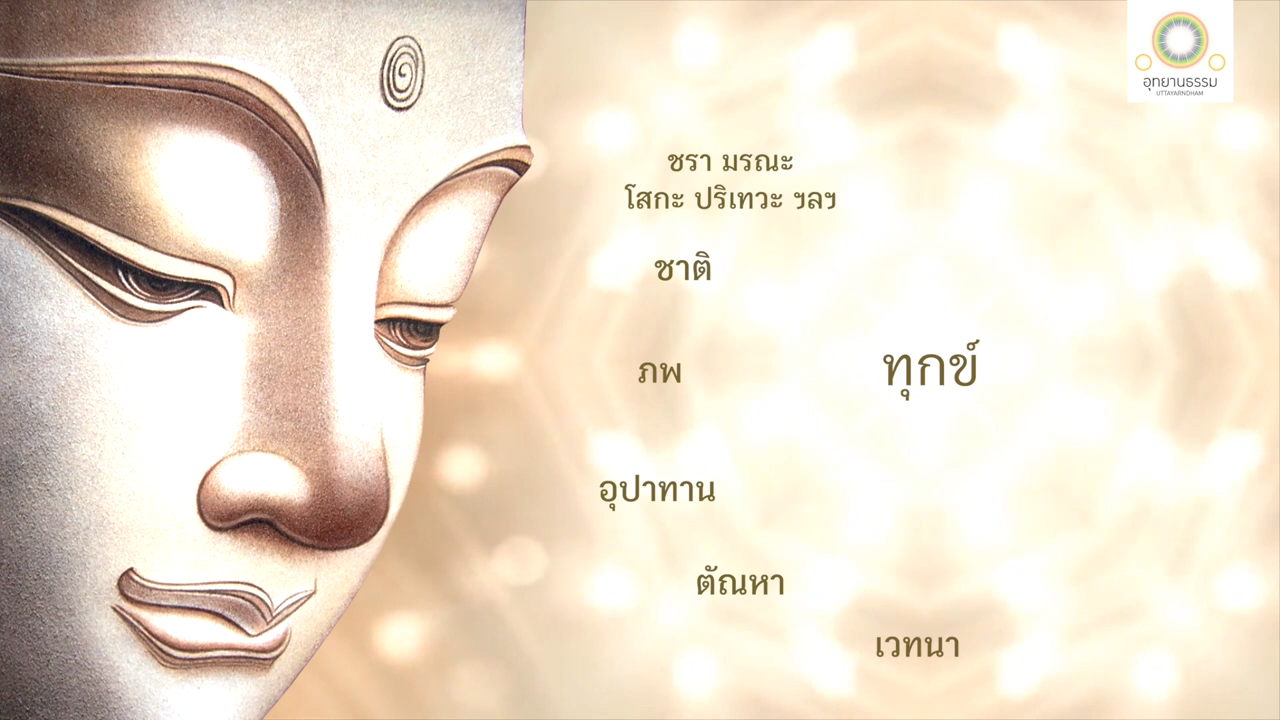 อุทยานธรรม
UTTAYARNDHAM
ชรา มรณะ
โสกะ ปริเทวะ ฯลฯ
ชาติ
ภพ
ทุกข์
อุปาทาน
ตัณหา
เวทนา